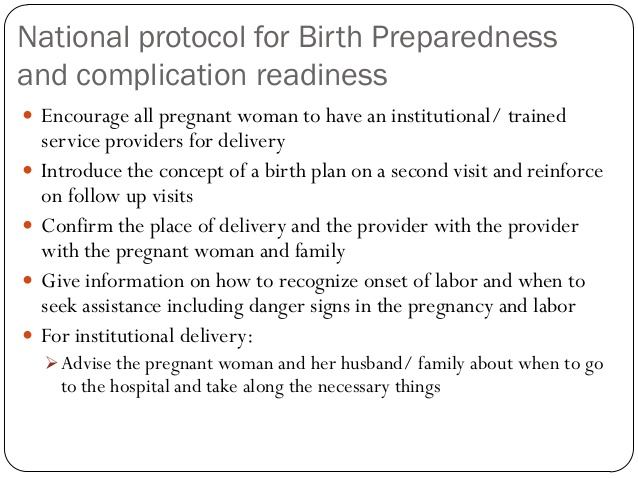 National protocol for Birth Preparedness
and complication readiness
• Encourage all pregnant woman to have an institutional/ trained
service providers for delivery
• Introduce the concept of a birth plan on a second visit and reinforce
on follow up visits
• Confirm the place of delivery and the provider with the provider
with the pregnant woman and family
• Give information on how to recognize onset of labor and when to
seek assistance including danger signs in the pregnancy and labor
• For institutional delivery:
➢ Advise the pregnant woman and her husband/ family about when to go
to the hospital and take along the necessary things